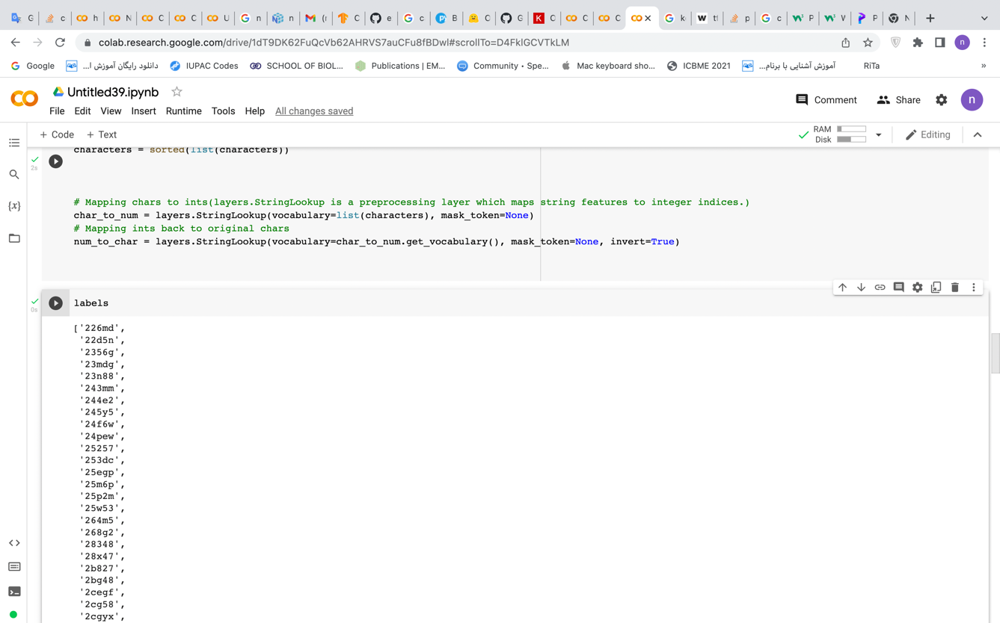 G
c
h
N
C
C
U
G n
n
(r
C
e
G c
B
C
G
K C
C
C
G k
W tf
p
G c
P
V
P
N
colab.research.google.com/drive/1dT9DK62FuQcVb62AHRVS7auCFu8fBDwI#scrollTo=D4FkIGCVTkLM
n
Google
دانلود رایگان آموزش ا...
IUPAC Codes
SCHOOL OF BIOL...
Publications | EM...
Community • Spe...
Mac keyboard sho...
ICBME 2021
آموزش آشنایی با برنام...
RiTa
»
Untitled39.ipynb
Comment
Share
n
File Edit View Insert Runtime Tools Help All changes saved
+ Code + Text
RAM
Disk
Editing
{x}
2s
characters = sorted(list(characters))
# Mapping chars to ints(layers.StringLookup is a preprocessing layer which maps string features to integer indices.)
char_to_num = layers.StringLookup(vocabulary=list(characters), mask_token=None)
# Mapping ints back to original chars
num_to_char = layers.StringLookup(vocabulary=char_to_num.get_vocabulary(), mask_token=None, invert=True)
0s
labels
['226md',
'22d5n',
'2356g',
'23mdg',
'23n88',
'243mm',
'244e2',
'245y5',
'24f6w',
'24pew',
'25257',
'253dc',
'25egp',
'25m6p',
'25p2m',
'25w53',
'264m5',
'268g2',
'28348',
'28x47',
'2b827',
'2bg48',
'2cegf',
'2cg58',
'2cgyx',